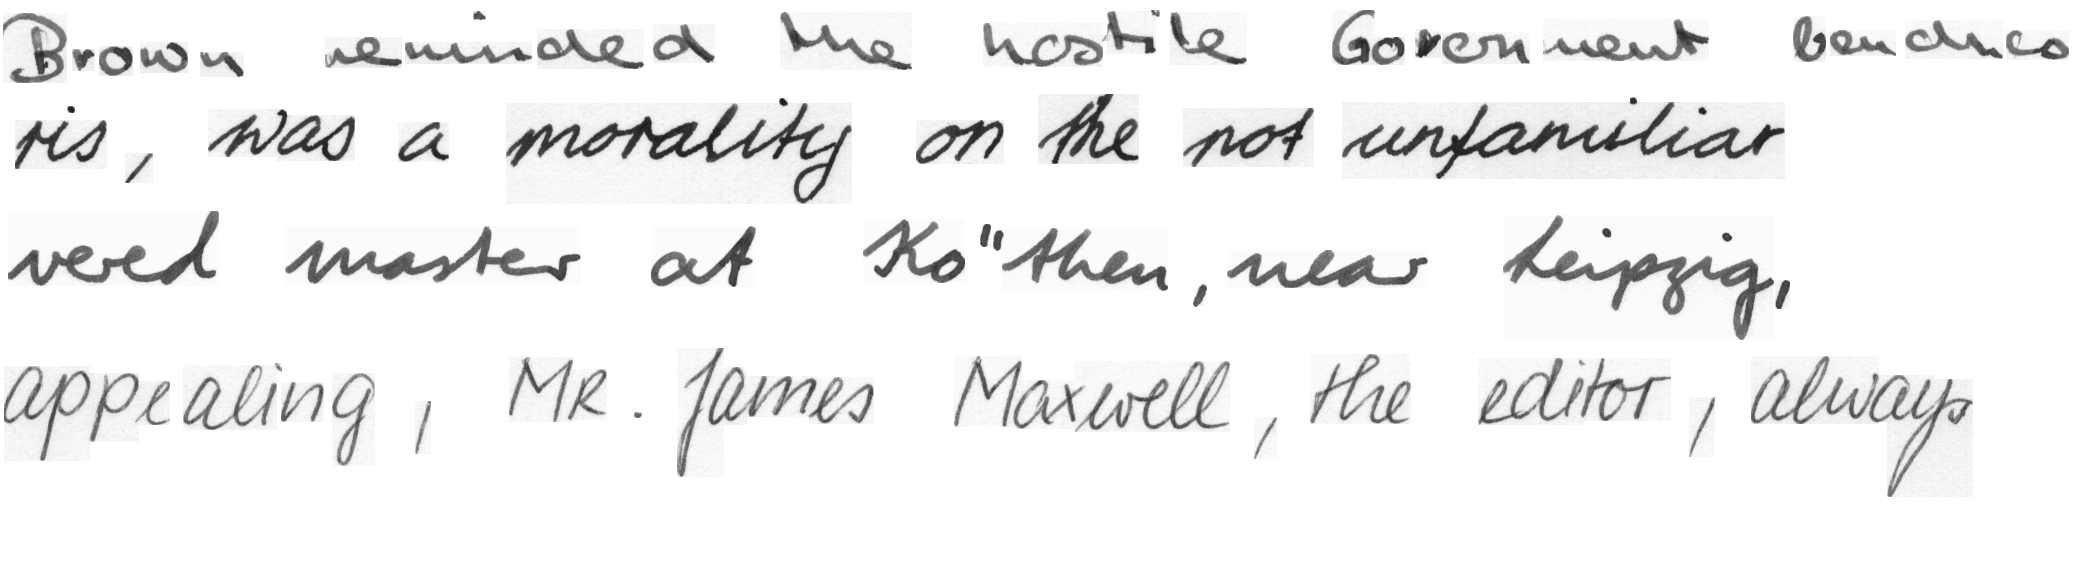 Brown reminded the hostile Government benches
ris, was a morality on the not unfamiliar
vered master at Ko"then, near Leipzig,
appealing, Mr. James Maxwell, the editor, always